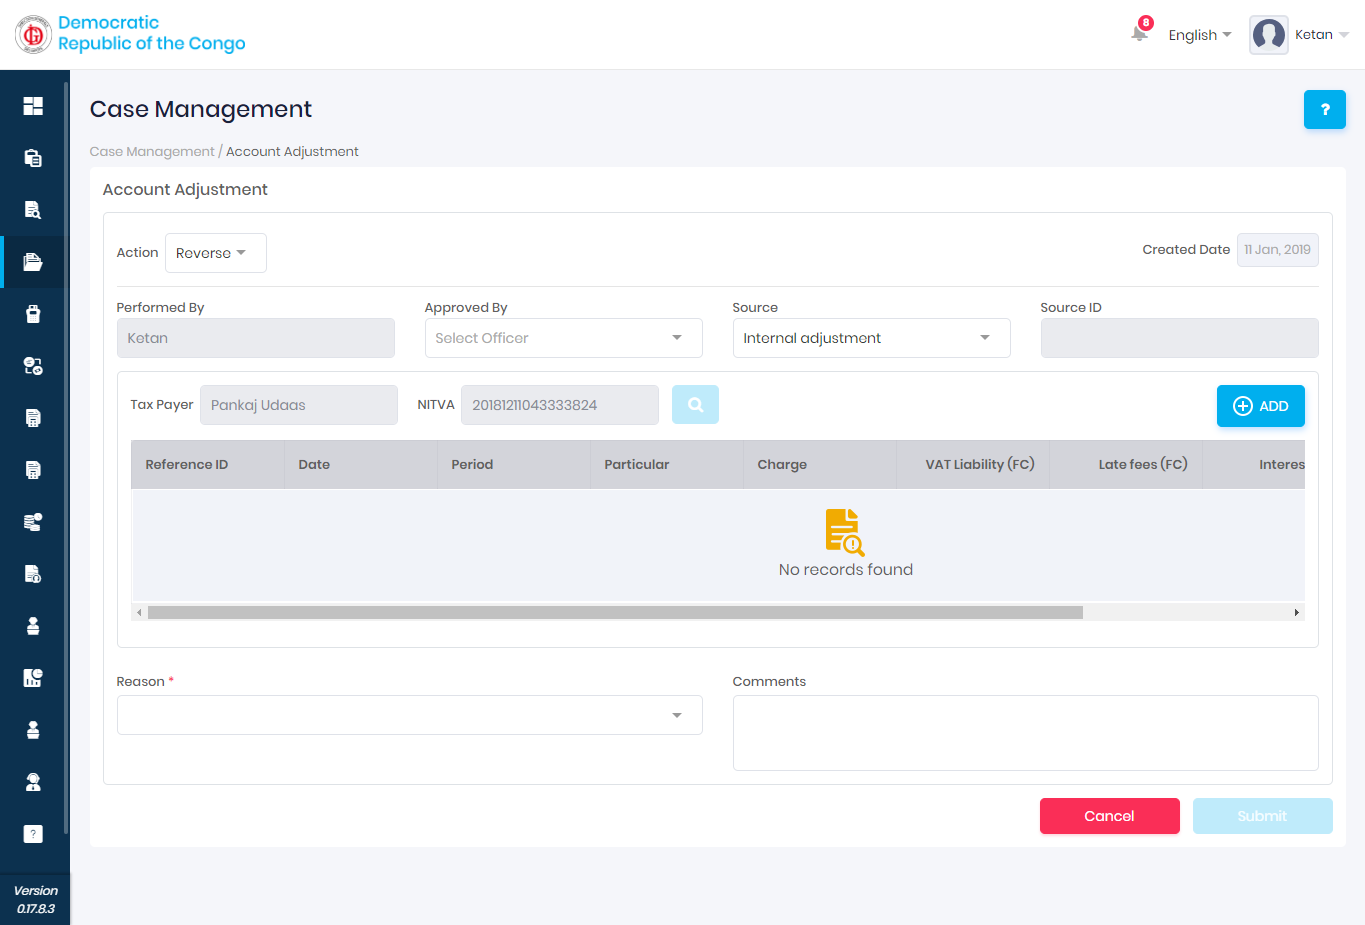 Democratic
Republic of the Congo
8
English
Ketan
Case Management
?
Case Management / Account Adjustment
Account Adjustment
Action Reverse
Created Date 11 Jan, 2019
Performed By Approved By Source Source ID
Ketan Select Officer Internal adjustment
Tax Payer Pankaj Udaas NITVA 20181211043333824 ADD
Reference ID Date Period Particular Charge VAT Liability (FC) Late fees (FC) Interes
No records found
Reason * Comments
Cancel Submit
?
Version
0.17.8.3